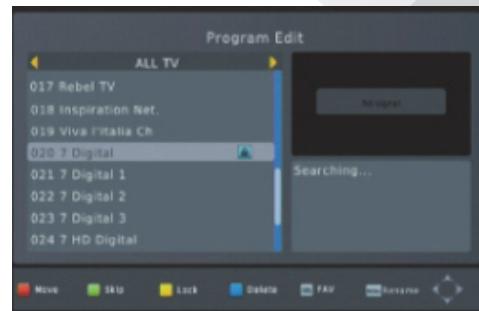 Program Edit
ALL TV
017 Rebel TV
018 Inspiration Net.
019 Viva l'Italia Ch
020 7 Digital
021 7 Digital 1
022 7 Digital 2
023 7 Digital 3
024 7 HD Digital
No signal
Searching...
Move Skip Lock Delete FAV Rename